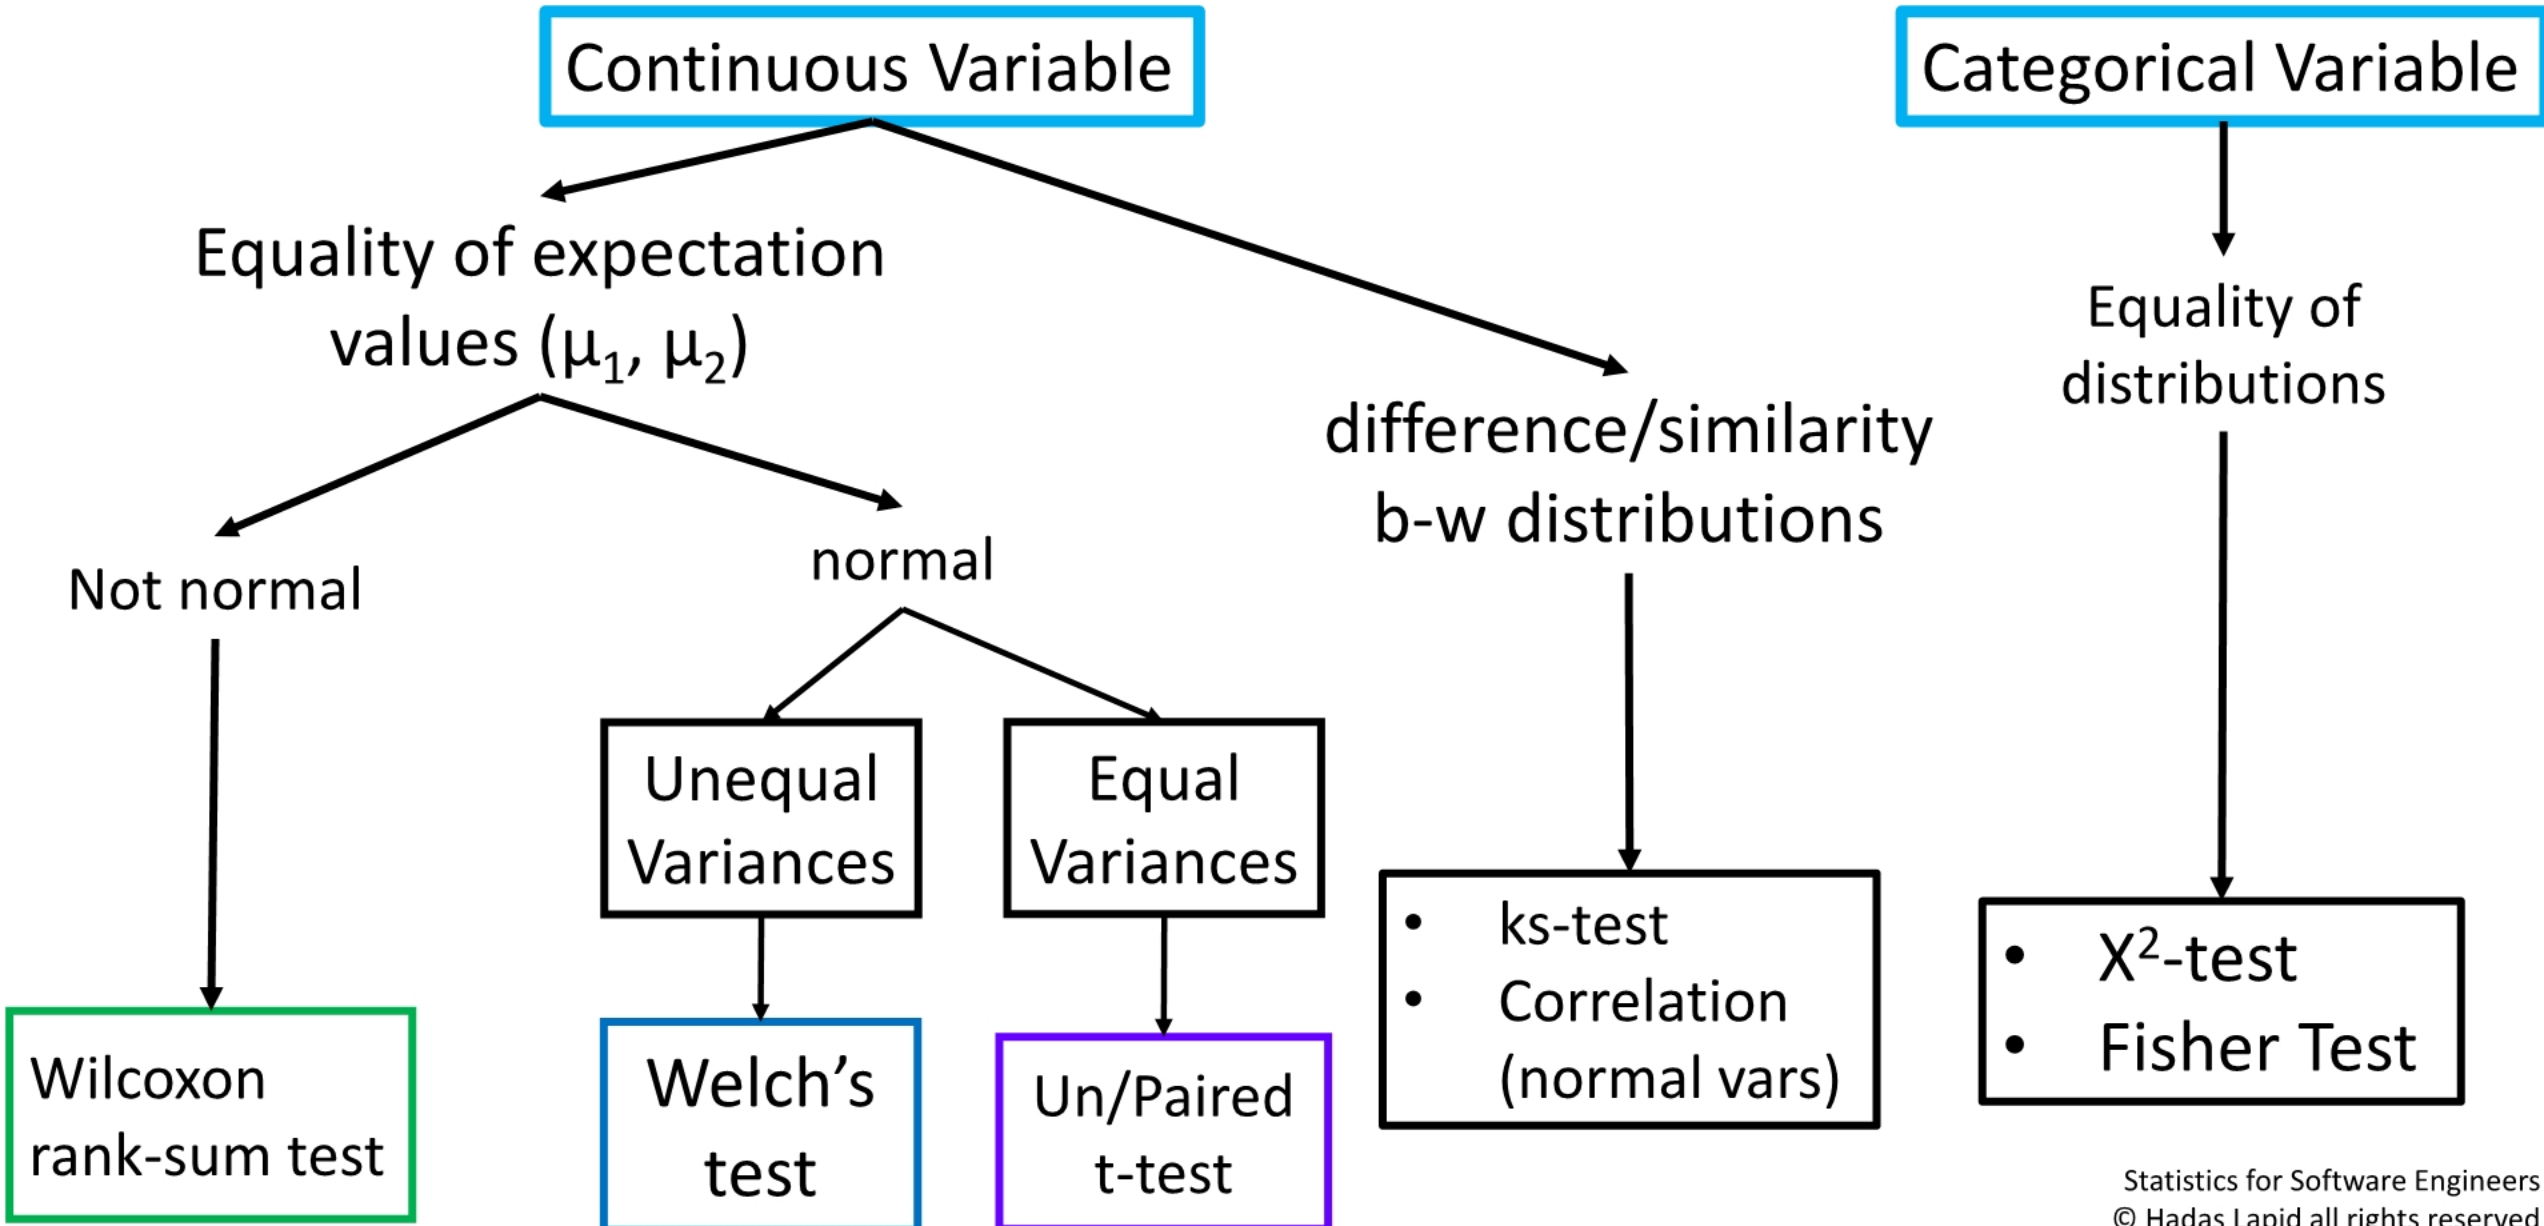 Continuous Variable
Categorical Variable
Equality of expectation
values (μ₁, μ₂)
Equality of
distributions
difference/similarity
b-w distributions
Not normal
normal
Unequal
Variances
Equal
Variances
• ks-test
• Correlation
(normal vars)
• X²-test
• Fisher Test
Wilcoxon
rank-sum test
Welch’s
test
Un/Paired
t-test
Statistics for Software Engineers
© Hadas Lapid all rights reserved